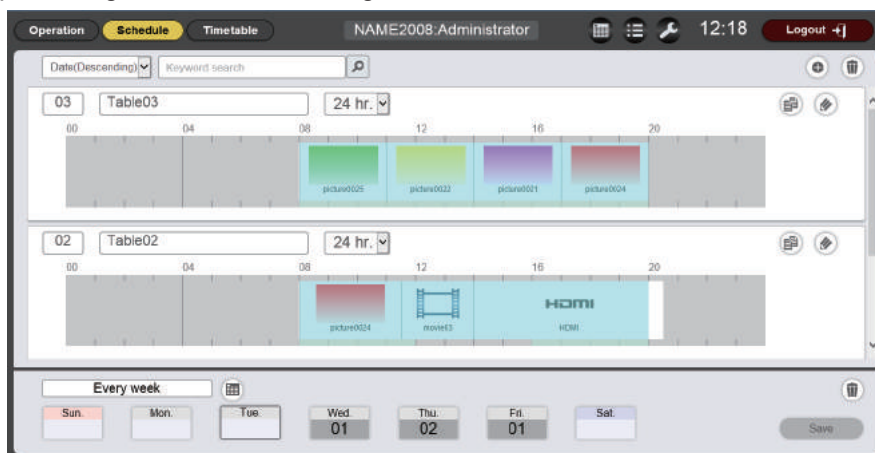 Operation Schedule Timetable NAME2008:Administrator 12:18 Logout
Date(Descending) Keyword search
03 Table03 24 hr.
00 04 08 12 16 20
picture0025 picture0022 picture0021 picture0024
02 Table02 24 hr.
00 04 08 12 16 20
HDMI
picture0024 movie03 HDMI
Every week
Sun. Mon. Tue. Wed. Thu. Fri. Sat.
01 02 01
Save